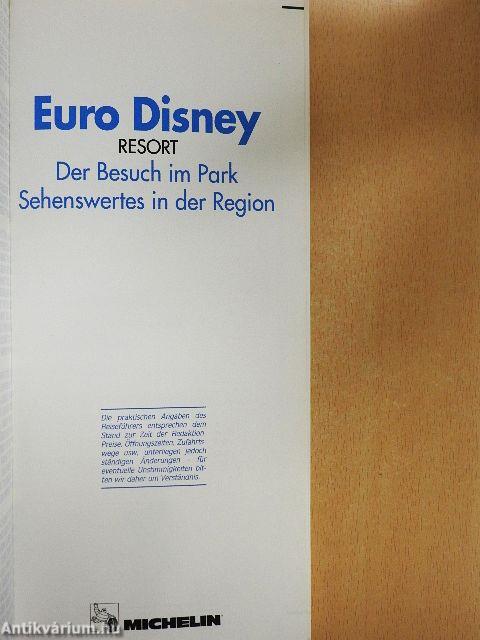 Euro Disney
RESORT
Der Besuch im Park
Sehenswertes in der Region
Die praktischen Angaben des
Reiseführers entsprechen dem
Stand zur Zeit der Redaktion.
Preise, Öffnungszeiten, Zufahrts-
wege usw. unterliegen jedoch
ständigen Änderungen - für
eventuelle Unstimmigkeiten bit-
ten wir daher um Verständnis.
MICHELIN
Antikvárium.hu